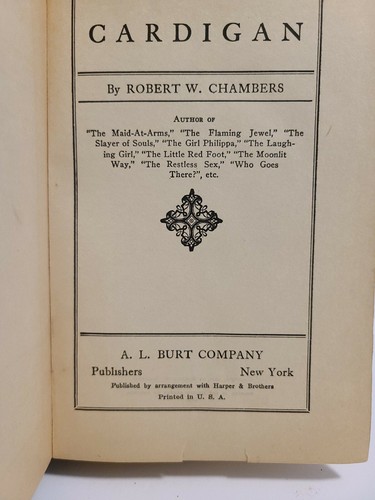 CARDIGAN
By ROBERT W. CHAMBERS
AUTHOR OF
"The Maid-At-Arms," "The Flaming Jewel," "The
Slayer of Souls," "The Girl Philippa," "The Laugh-
ing Girl," "The Little Red Foot," "The Moonlit
Way," "The Restless Sex," "Who Goes
There?", etc.
A. L. BURT COMPANY
Publishers New York
Published by arrangement with Harper & Brothers
Printed in U. S. A.